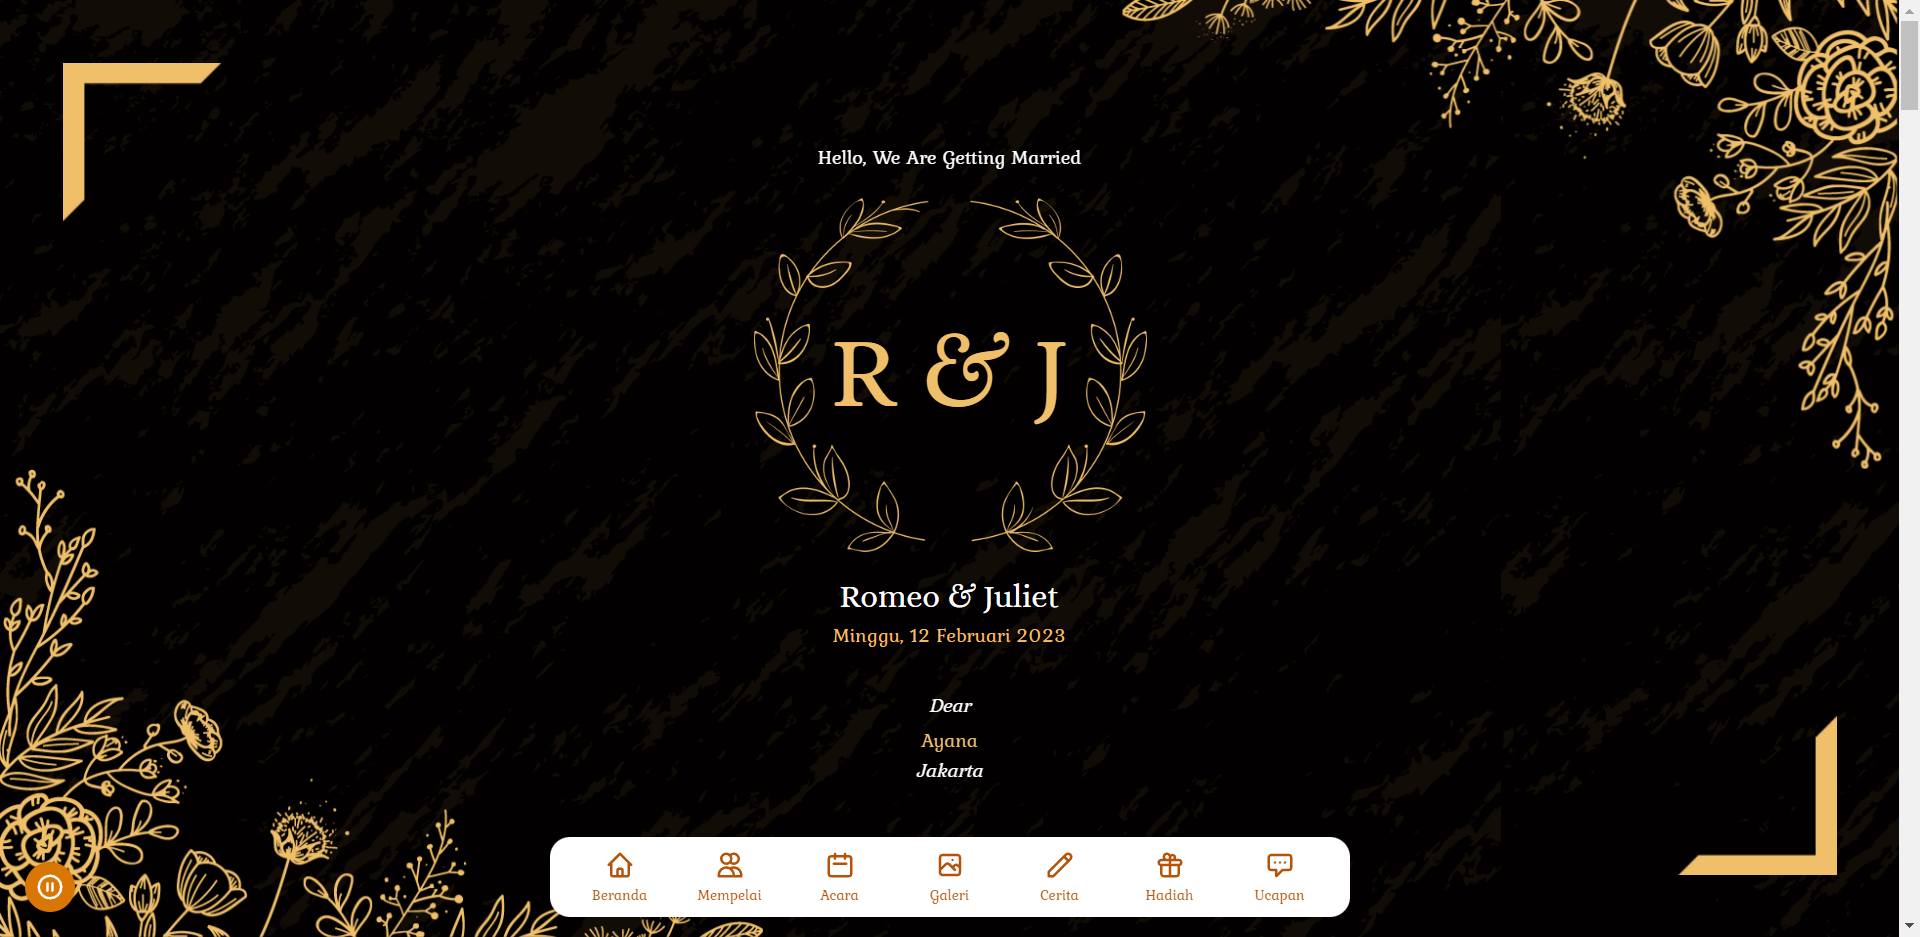 Hello, We Are Getting Married
R & J
Romeo & Juliet
Minggu, 12 Februari 2023
Dear
Ayana
Jakarta
Beranda
Mempelai
Acara
Galeri
Cerita
Hadiah
Ucapan